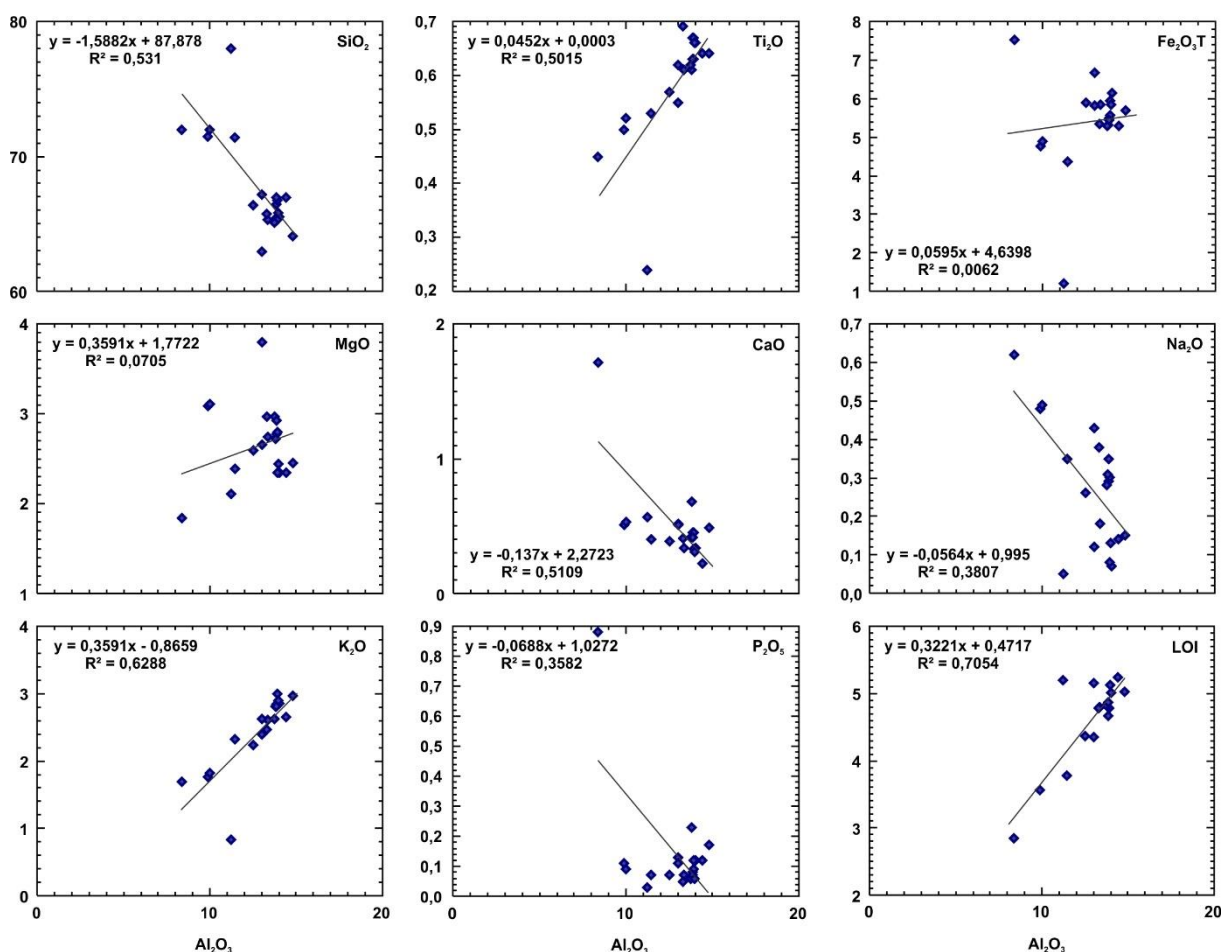 y = -1,5882x + 87,878
R² = 0,531
SiO₂
80
70
60
y = 0,0452x + 0,0003
R² = 0,5015
Ti₂O
0,7
0,6
0,5
0,4
0,3
0,2
Fe₂O₃T
8
7
6
5
4
3
2
1
y = 0,0595x + 4,6398
R² = 0,0062
y = 0,3591x + 1,7722
R² = 0,0705
MgO
4
3
2
1
CaO
2
1
0
y = -0,137x + 2,2723
R² = 0,5109
Na₂O
0,7
0,6
0,5
0,4
0,3
0,2
0,1
0,0
y = -0,0564x + 0,995
R² = 0,3807
y = 0,3591x - 0,8659
R² = 0,6288
K₂O
4
3
2
1
0
0 10 20
Al₂O₃
y = -0,0688x + 1,0272
R² = 0,3582
P₂O₅
0,9
0,8
0,7
0,6
0,5
0,4
0,3
0,2
0,1
0,0
0 10 20
Al₂O₃
y = 0,3221x + 0,4717
R² = 0,7054
LOI
6
5
4
3
2
0 10 20
Al₂O₃